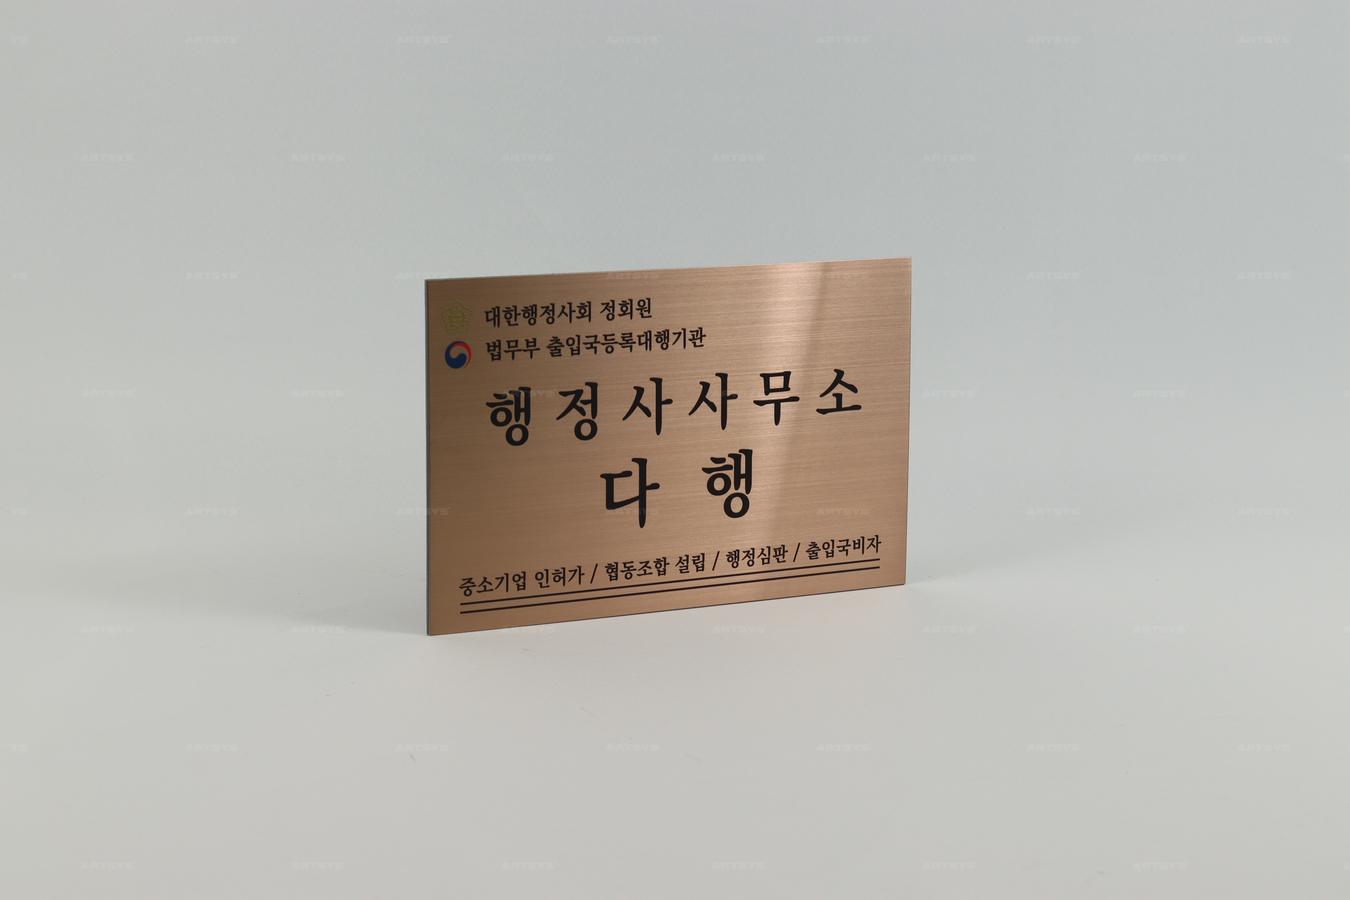 대한행정사회 정회원
법무부 출입국등록대행기관
행정사사무소
다행
중소기업 인허가 / 협동조합 설립 / 행정심판 / 출입국비자
ARTSYS